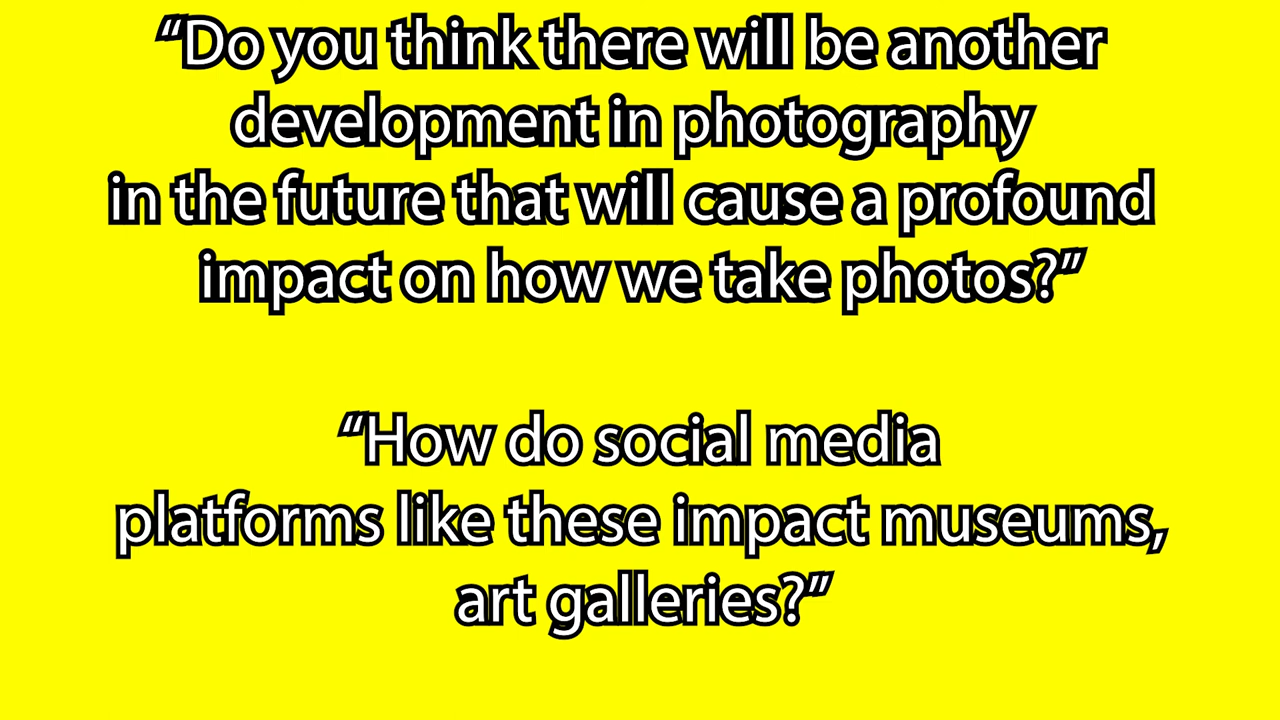 “Do you think there will be another
development in photography
in the future that will cause a profound
impact on how we take photos?”
“How do social media
platforms like these impact museums,
art galleries?”